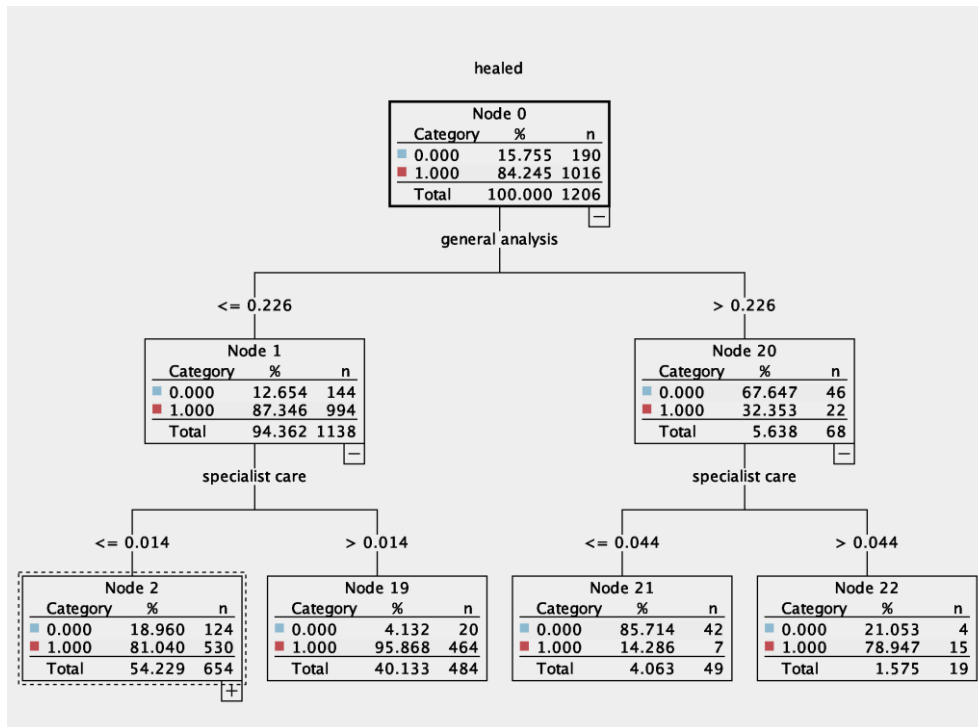 healed
Node 0
Category % n
0.000 15.755 190
1.000 84.245 1016
Total 100.000 1206
general analysis
<= 0.226
> 0.226
Node 1
Category % n
0.000 12.654 144
1.000 87.346 994
Total 94.362 1138
Node 20
Category % n
0.000 67.647 46
1.000 32.353 22
Total 5.638 68
specialist care
specialist care
<= 0.014
> 0.014
<= 0.044
> 0.044
Node 2
Category % n
0.000 18.960 124
1.000 81.040 530
Total 54.229 654
Node 19
Category % n
0.000 4.132 20
1.000 95.868 464
Total 40.133 484
Node 21
Category % n
0.000 85.714 42
1.000 14.286 7
Total 4.063 49
Node 22
Category % n
0.000 21.053 4
1.000 78.947 15
Total 1.575 19